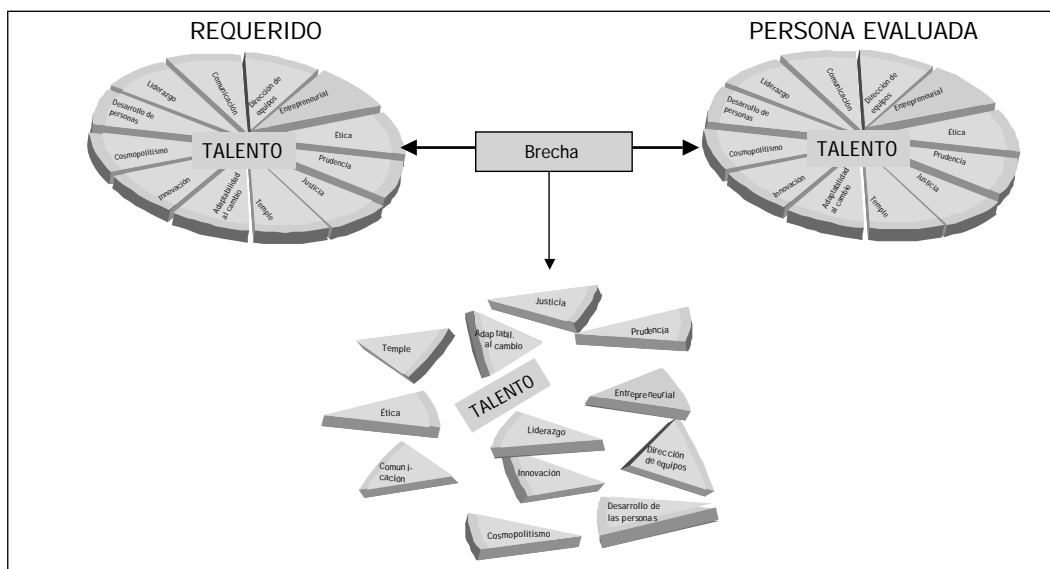 REQUERIDO
PERSONA EVALUADA
Comunicación
Dirección de
equipos
Liderazgo
Entrepreneurial
Desarrollo de
personas
Ética
Cosmopolitismo
TALENTO
Prudencia
Innovación
Justicia
Adaptabilidad
al cambio
Temple
Brecha
Comunicación
Dirección de
equipos
Liderazgo
Entrepreneurial
Desarrollo de
personas
Ética
Cosmopolitismo
TALENTO
Prudencia
Innovación
Justicia
Adaptabilidad
al cambio
Temple
Justicia
Adaptabil.
al cambio
Prudencia
Temple
TALENTO
Entrepreneurial
Ética
Liderazgo
Dirección
de equipos
Comuni-
cación
Innovación
Desarrollo de
las personas
Cosmopolitismo